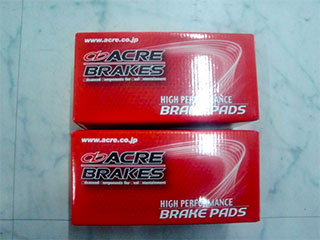 www.acre.co.jp
ACRE
BRAKES
HIGH PERFORMANCE
BRAKE PADS
www.acre.co.jp
ACRE
BRAKES
HIGH PERFORMANCE
BRAKE PADS